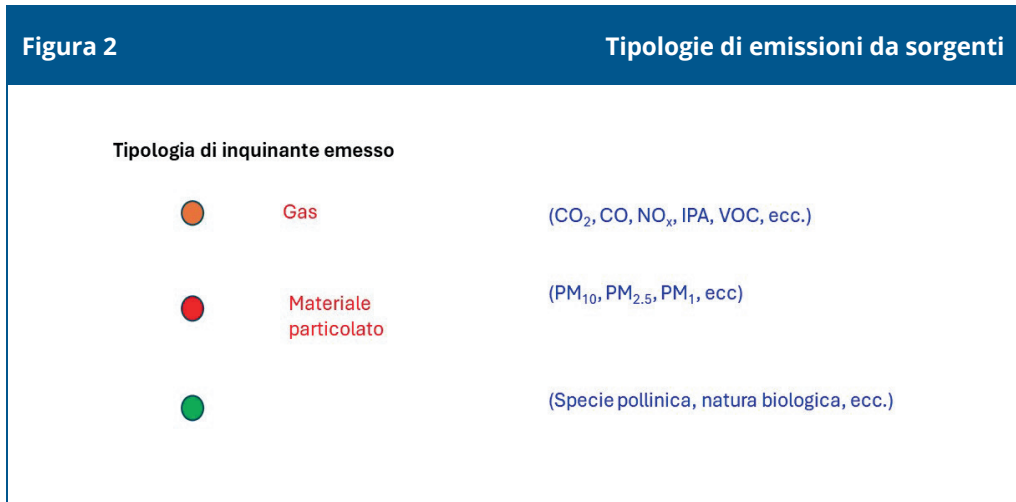 Figura 2 Tipologie di emissioni da sorgenti
Tipologia di inquinante emesso
Gas (CO₂, CO, NOₓ, IPA, VOC, ecc.)
Materiale particolato (PM₁₀, PM₂.₅, PM₁, ecc)
(Specie pollinica, natura biologica, ecc.)